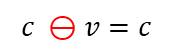 c ⊖ v = c